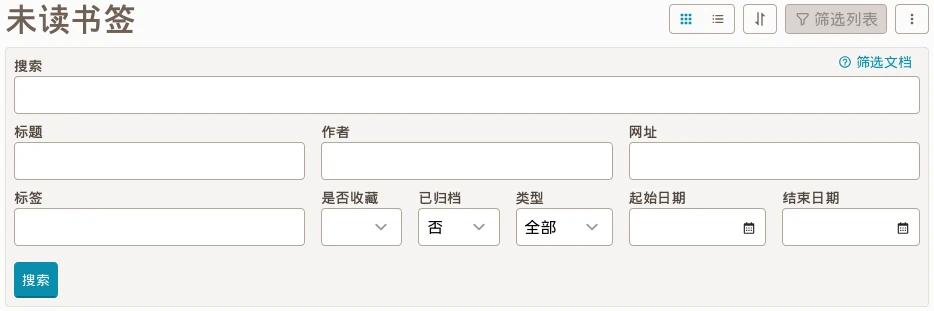 未读书签
筛选列表
筛选文档
搜索
标题 作者 网址
标签 是否收藏 已归档 类型 起始日期 结束日期
否 全部
搜索